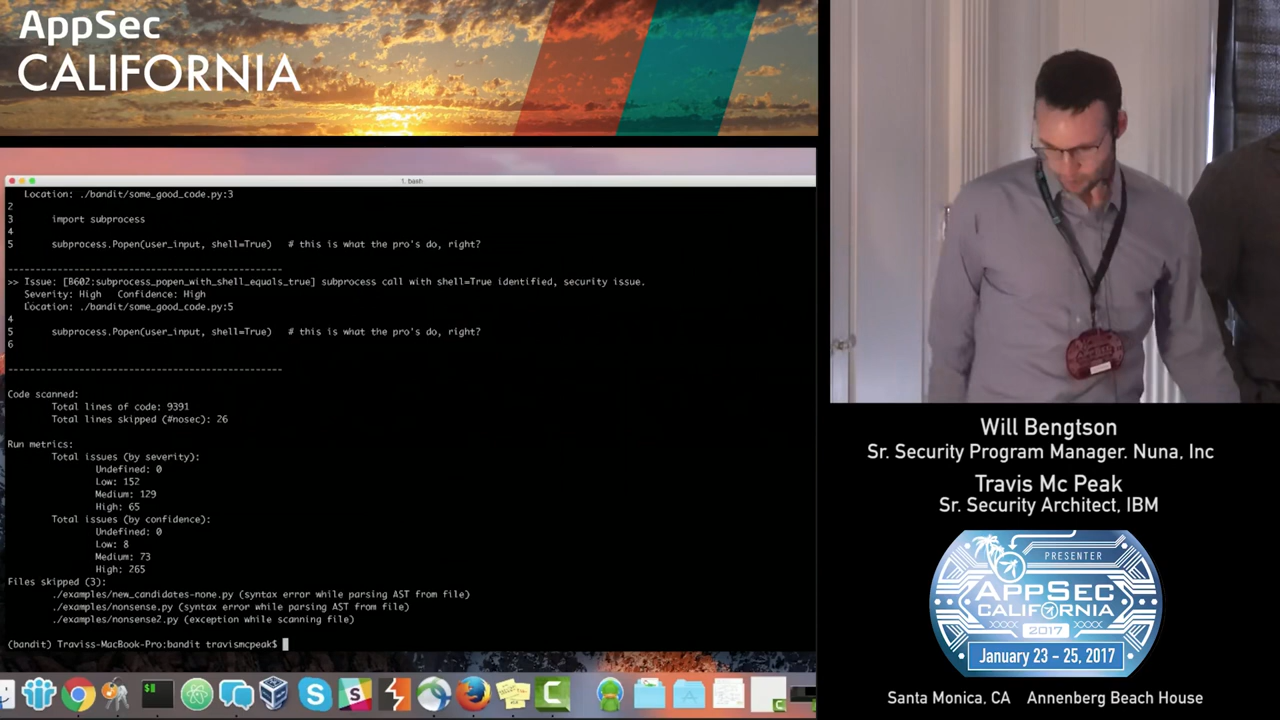 AppSec
CALIFORNIA
1. bash
Location: ./bandit/some_good_code.py:3
2
3 import subprocess
4
5 subprocess.Popen(user_input, shell=True) # this is what the pro's do, right?
--------------------------------------------------
>> Issue: [B602:subprocess_popen_with_shell_equals_true] subprocess call with shell=True identified, security issue.
Severity: High Confidence: High
Location: ./bandit/some_good_code.py:5
4
5 subprocess.Popen(user_input, shell=True) # this is what the pro's do, right?
6
--------------------------------------------------
Code scanned:
Total lines of code: 9391
Total lines skipped (#nosec): 26
Run metrics:
Total issues (by severity):
Undefined: 0
Low: 152
Medium: 129
High: 65
Total issues (by confidence):
Undefined: 0
Low: 8
Medium: 73
High: 265
Files skipped (3):
./examples/new_candidates-none.py (syntax error while parsing AST from file)
./examples/nonsense.py (syntax error while parsing AST from file)
./examples/nonsense2.py (exception while scanning file)
(bandit) Traviss-MacBook-Pro:bandit travismcpeak$
Will Bengtson
Sr. Security Program Manager. Nuna, Inc
Travis Mc Peak
Sr. Security Architect, IBM
PRESENTER
APPSEC
CALIFORNIA
2017
January 23 - 25, 2017
Santa Monica, CA Annenberg Beach House